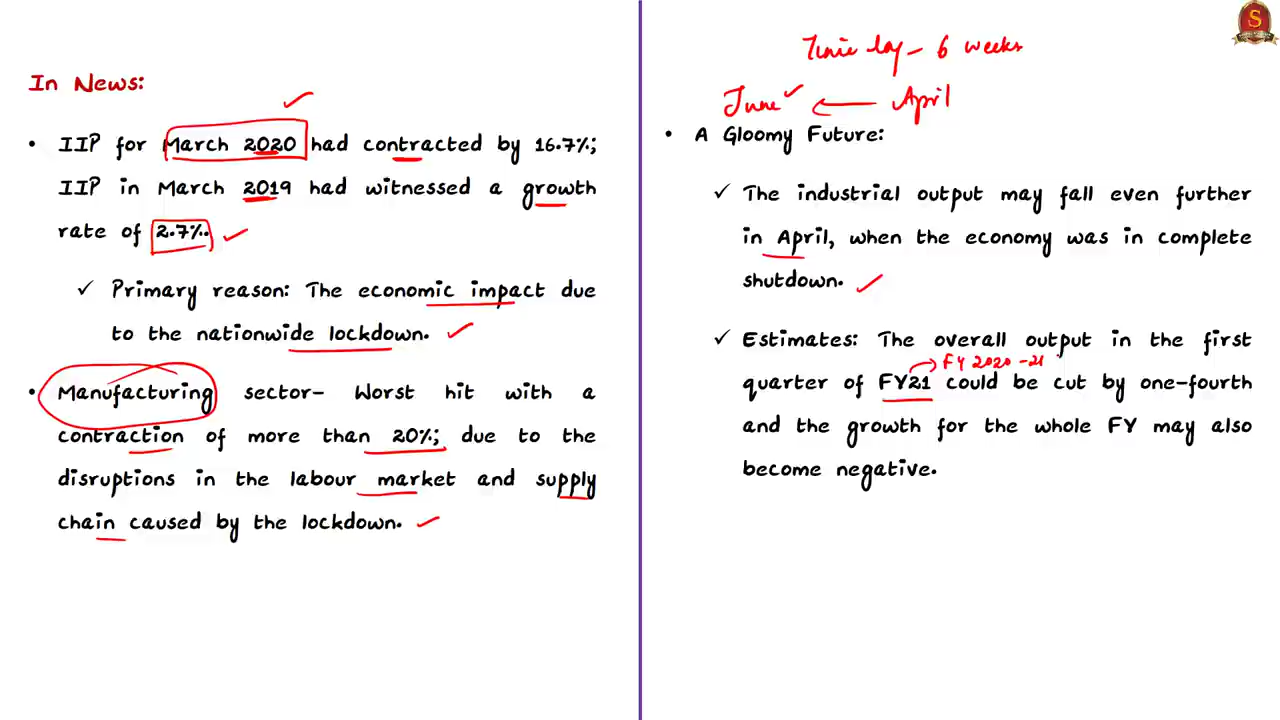 In News:
• IIP for March 2020 had contracted by 16.7%;
IIP in March 2019 had witnessed a growth
rate of 2.7%.
✓ Primary reason: The economic impact due
to the nationwide lockdown.
• Manufacturing sector- Worst hit with a
contraction of more than 20%; due to the
disruptions in the labour market and supply
chain caused by the lockdown.
S
Time lag - 6 weeks
June ← April
• A Gloomy Future:
✓ The industrial output may fall even further
in April, when the economy was in complete
shutdown.
✓ Estimates: The overall output in the first
FY 2020-21
quarter of FY21 could be cut by one-fourth
and the growth for the whole FY may also
become negative.